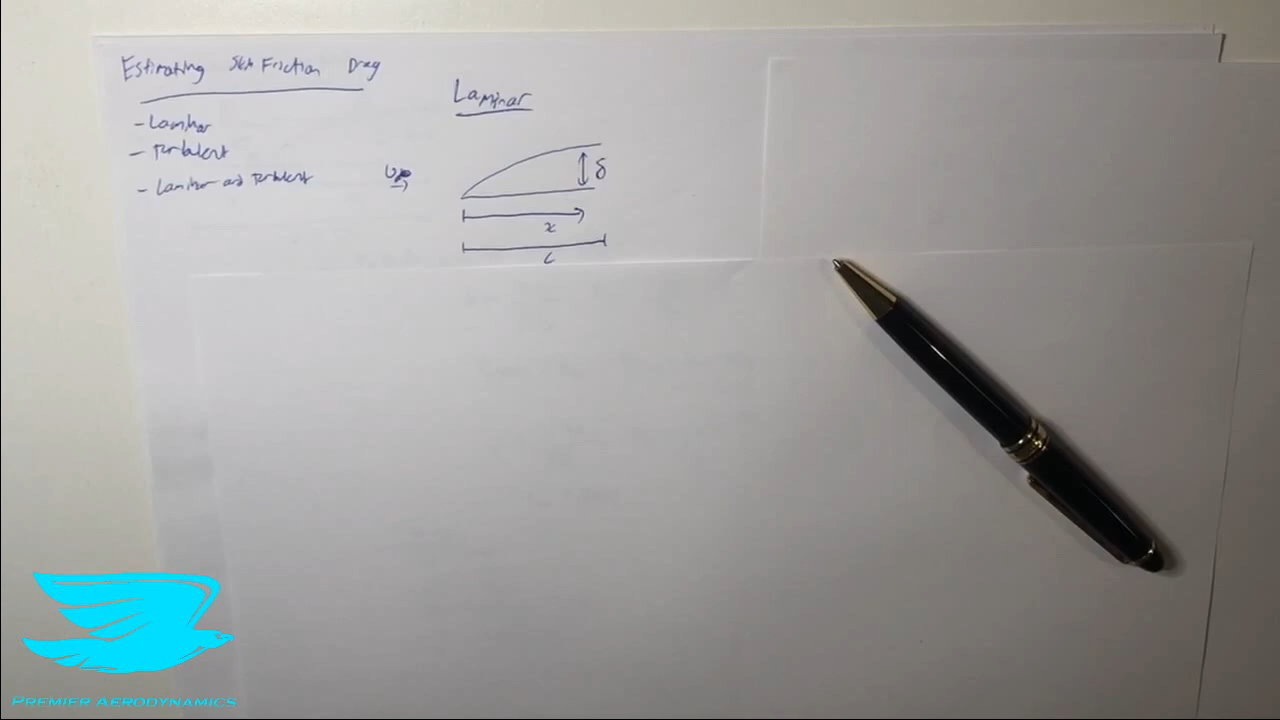 Estimating Skin Friction Drag
- Laminar
- Turbulent
- Laminar and Turbulent
Laminar
U∞
δ
x
L
PREMIER AERODYNAMICS